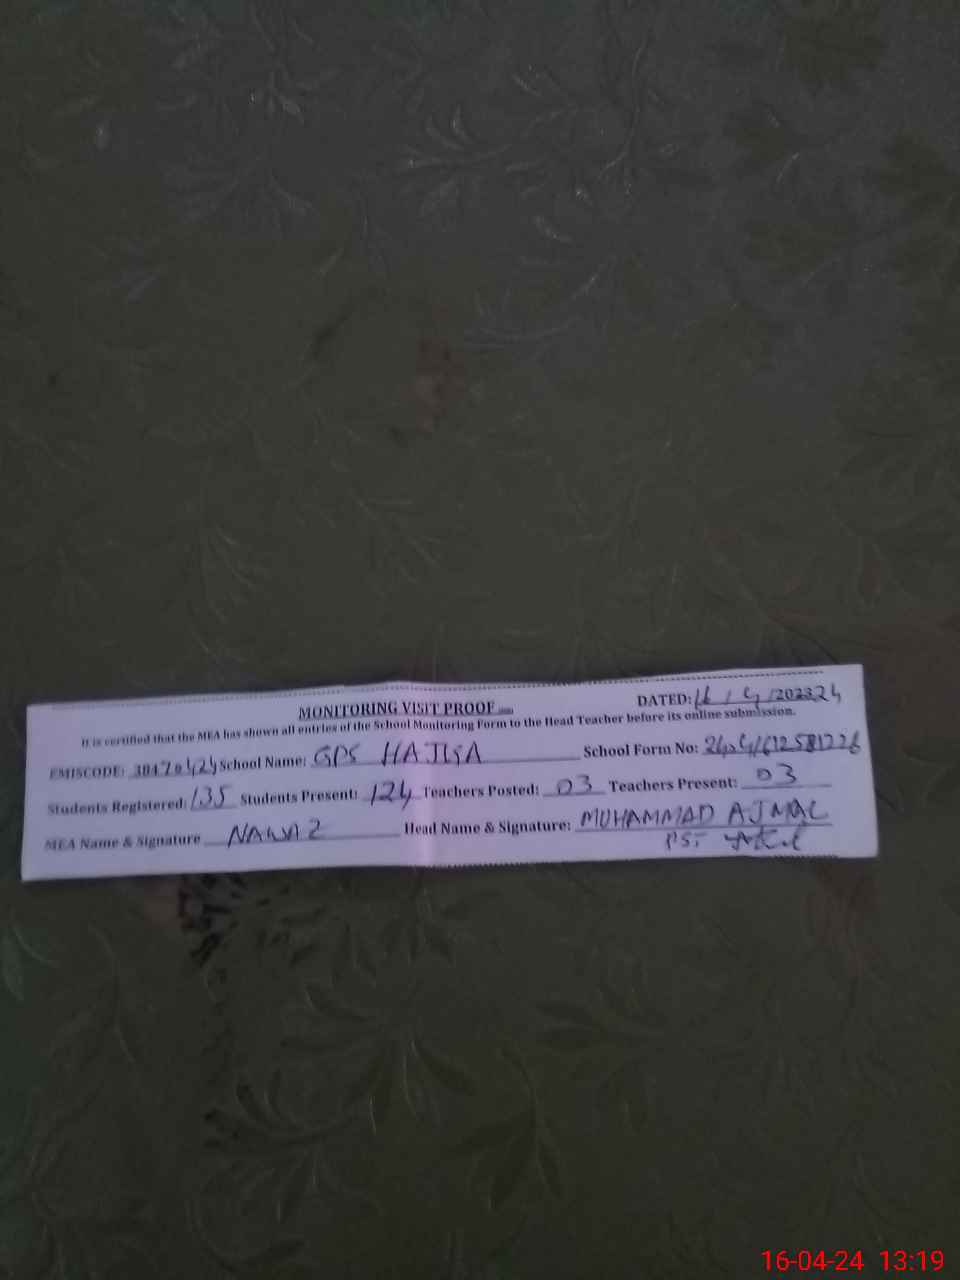 MONITORING VISIT PROOF
DATED: 16 / 4 /202324
It is certified that the MEA has shown all entries of the School Monitoring Form to the Head Teacher before its online submission.
EMISCODE: 38470424 School Name: GPS HAJIYA School Form No:
Students Registered: 135 Students Present: 124 Teachers Posted: 03 Teachers Present: 03
MEA Name & Signature NAWAZ Head Name & Signature: MUHAMMAD AJMAL
PST
16-04-24 13:19